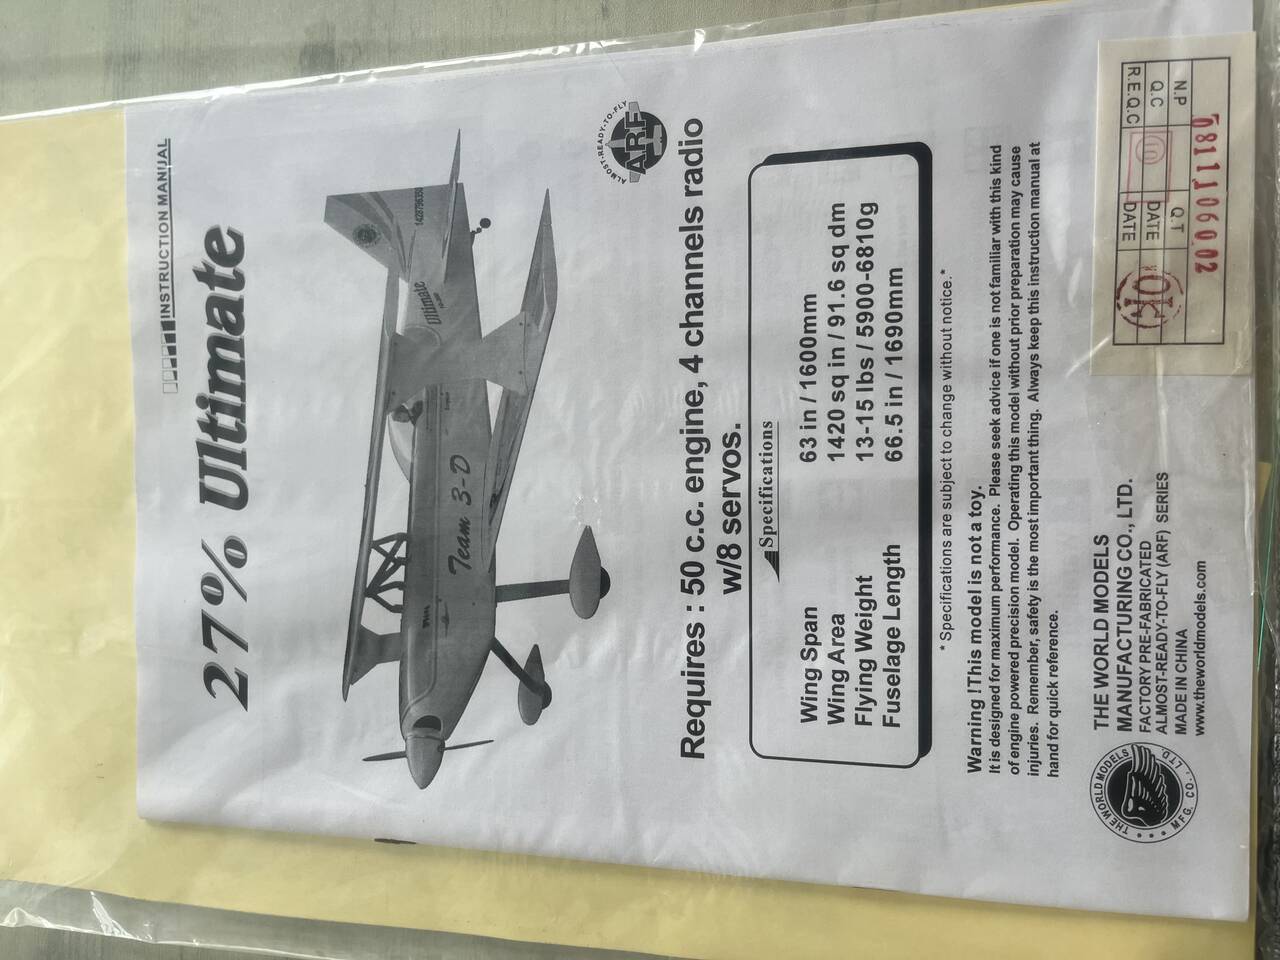 INSTRUCTION MANUAL
27% Ultimate
1428796359
Ultimate
Team 3-D
ALMOST-READY-TO-FLY
ARF
Requires : 50 c.c. engine, 4 channels radio
w/8 servos.
Specifications
Wing Span 63 in / 1600mm
Wing Area 1420 sq in / 91.6 sq dm
Flying Weight 13-15 lbs / 5900-6810g
Fuselage Length 66.5 in / 1690mm
* Specifications are subject to change without notice.*
Warning ! This model is not a toy.
It is designed for maximum performance. Please seek advice if one is not familiar with this kind
of engine powered precision model. Operating this model without prior preparation may cause
injuries. Remember, safety is the most important thing. Always keep this instruction manual at
hand for quick reference.
THE WORLD MODELS
MFG. CO., LTD.
THE WORLD MODELS
MANUFACTURING CO., LTD.
FACTORY PRE-FABRICATED
ALMOST-READY-TO-FLY (ARF) SERIES
MADE IN CHINA
www.theworldmodels.com
R.E.Q.C DATE
Q.C DATE OK
N.P Q.T
0811106002